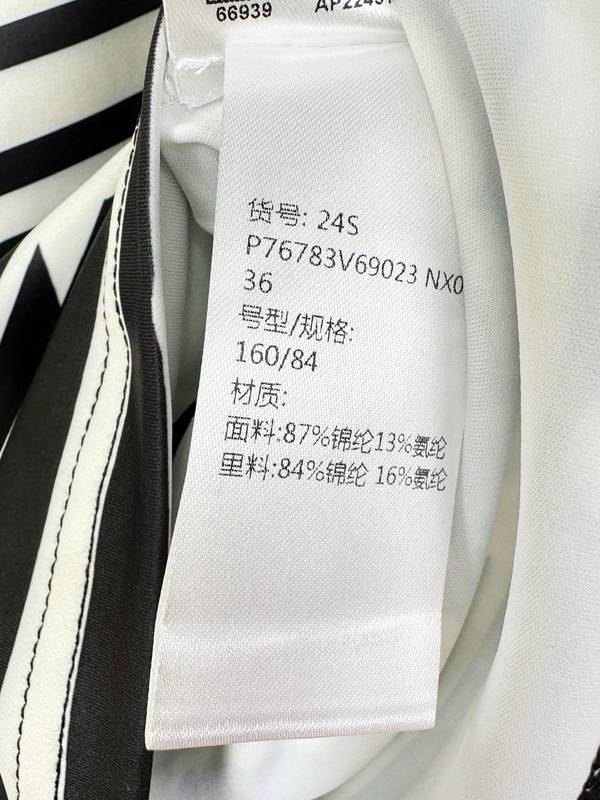 66939
货号: 24S
P76783V69023 NX0
36
号型/规格:
160/84
材质:
面料:87%锦纶13%氨纶
里料:84%锦纶 16%氨纶